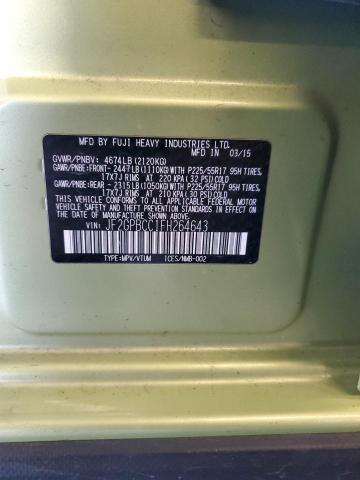 MFD BY FUJI HEAVY INDUSTRIES LTD.
GVWR/PNBV: 4674LB(2120KG) 03/15
GAWR/PNBE:FRONT- 2447LB(1110KG)WITH P225/55R17 95H TIRES,
17X7J RIMS AT 220 KPA(32 PSI)COLD
GAWR/PNBE:REAR - 2315LB(1050KG)WITH P225/55R17 95H TIRES,
17X7J RIMS AT 220 KPA(32 PSI)COLD
THIS VEHICLE CONFORMS TO ALL APPLICABLE
FEDERAL MOTOR VEHICLE SAFETY, BUMPER, AND
THEFT PREVENTION STANDARDS IN EFFECT ON THE
DATE OF MANUFACTURE SHOWN ABOVE.
VIN: JF2GPBCC1FH264643
TYPE:MPV/VTUM ICES/NMB-002